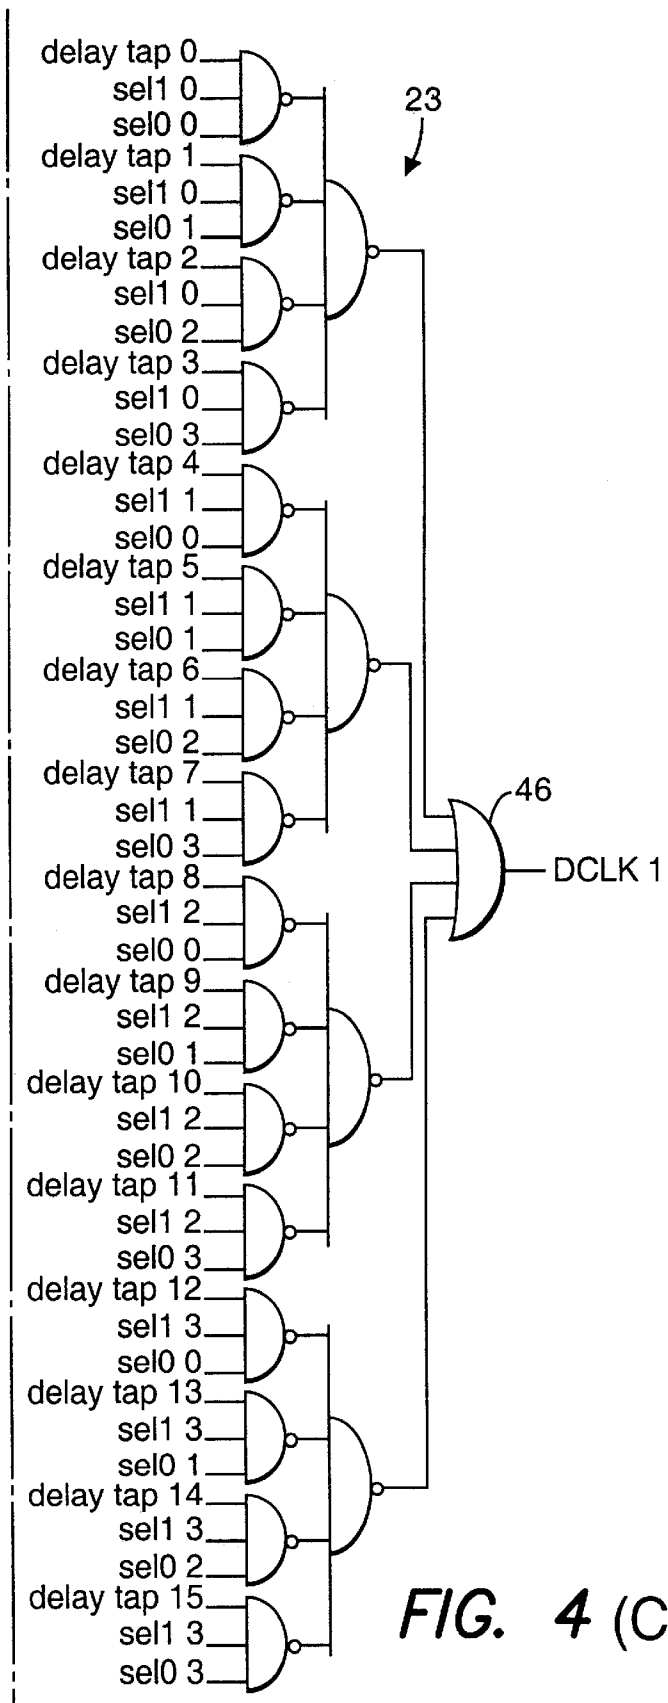 delay tap 0
sel1 0
sel0 0
delay tap 1
sel1 0
sel0 1
delay tap 2
sel1 0
sel0 2
delay tap 3
sel1 0
sel0 3
delay tap 4
sel1 1
sel0 0
delay tap 5
sel1 1
sel0 1
delay tap 6
sel1 1
sel0 2
delay tap 7
sel1 1
sel0 3
delay tap 8
sel1 2
sel0 0
delay tap 9
sel1 2
sel0 1
delay tap 10
sel1 2
sel0 2
delay tap 11
sel1 2
sel0 3
delay tap 12
sel1 3
sel0 0
delay tap 13
sel1 3
sel0 1
delay tap 14
sel1 3
sel0 2
delay tap 15
sel1 3
sel0 3
23
46
DCLK 1
FIG. 4 (C